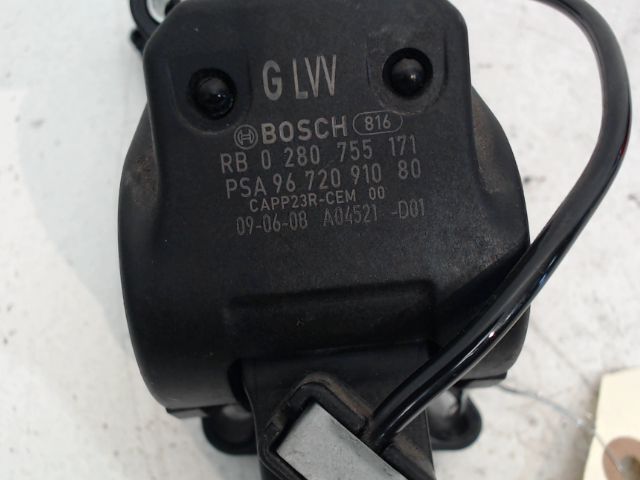 G LW
BOSCH 816
RB 0 280 755 171
PSA 96 720 910 80
CAPP23R-CEM 00
09-06-08 A04521 -D01